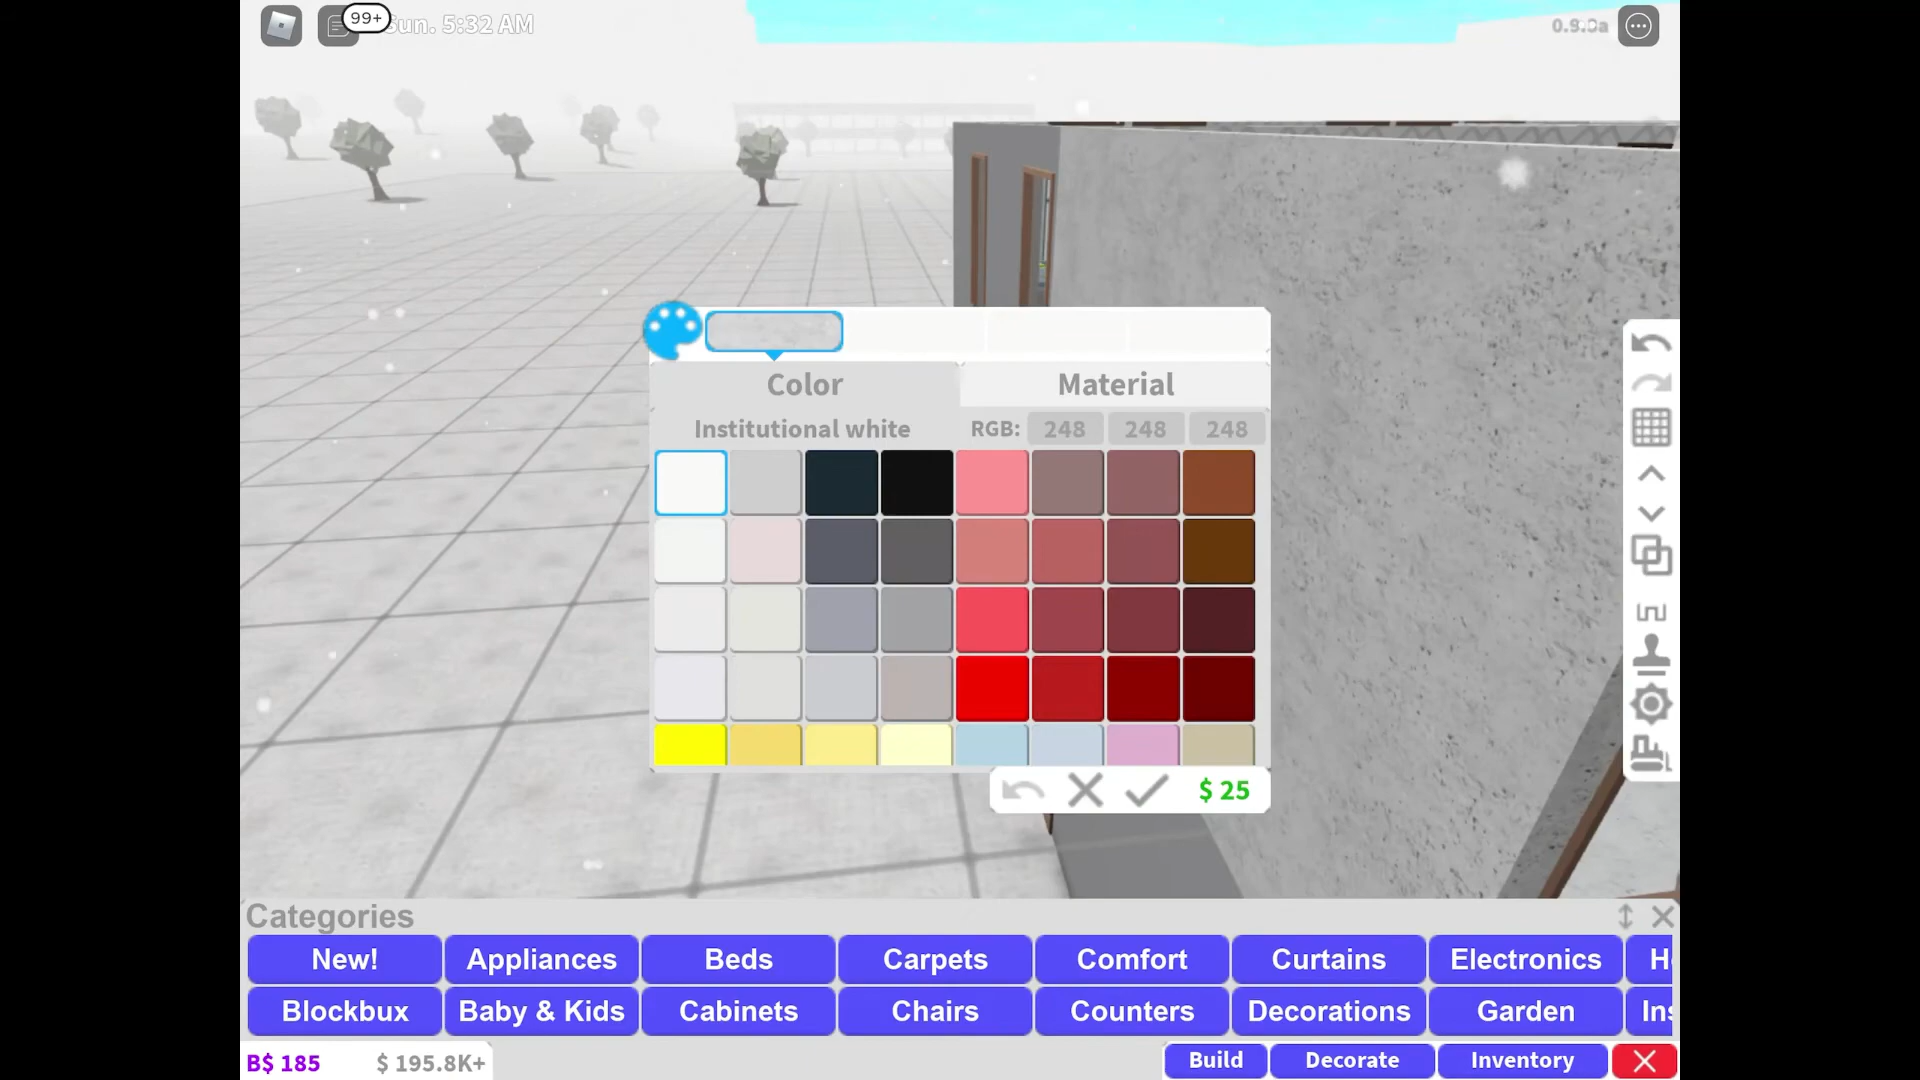 99+
Sun. 5:32 AM
Color
Material
Institutional white
RGB: 248 248 248
$ 25
Categories
New!
Appliances
Beds
Carpets
Comfort
Curtains
Electronics
Blockbux
Baby & Kids
Cabinets
Chairs
Counters
Decorations
Garden
B$ 185
$ 195.8K+
Build
Decorate
Inventory